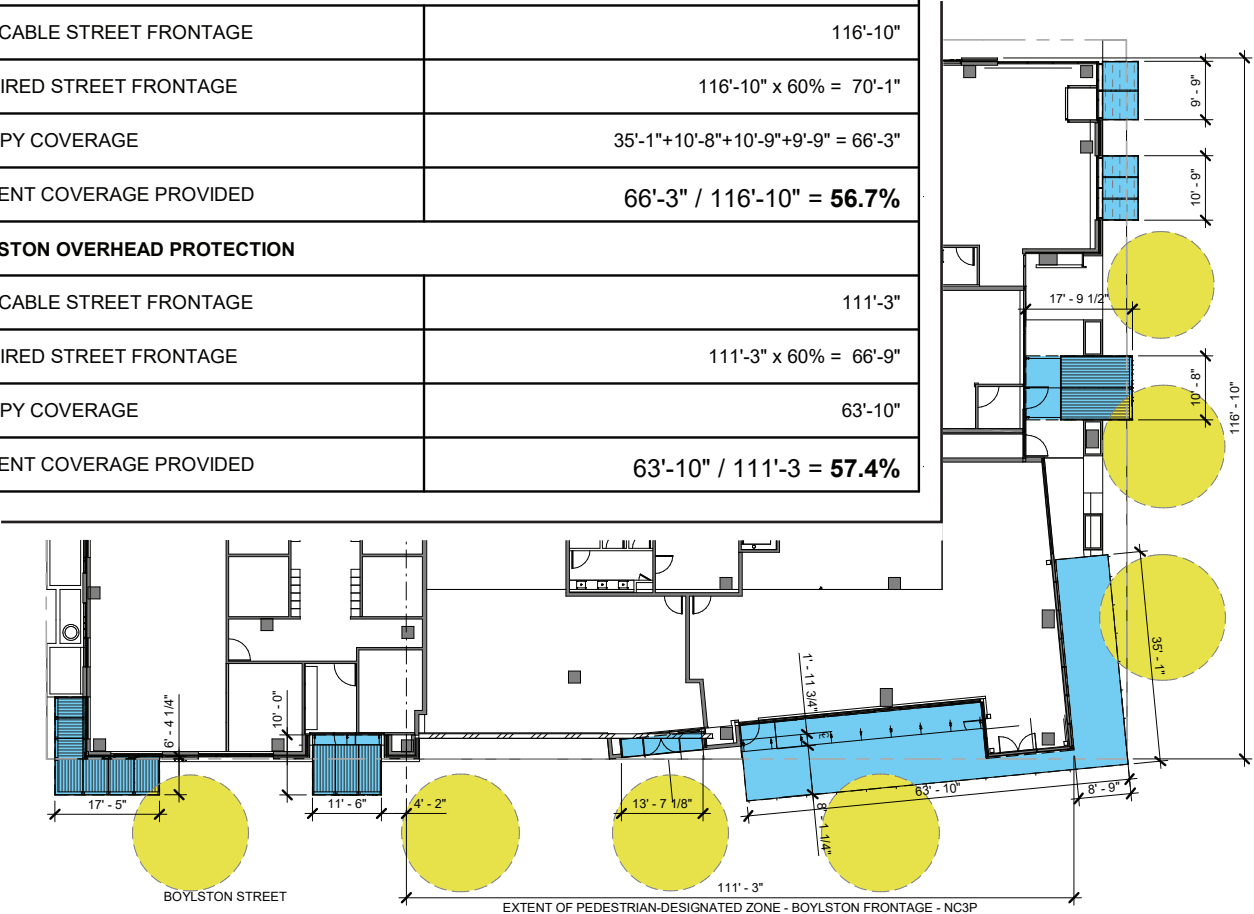 CABLE STREET FRONTAGE 116'-10"
IRED STREET FRONTAGE 116'-10" x 60% = 70'-1"
PY COVERAGE 35'-1"+10'-8"+10'-9"+9'-9" = 66'-3"
ENT COVERAGE PROVIDED 66'-3" / 116'-10" = 56.7%
STON OVERHEAD PROTECTION
CABLE STREET FRONTAGE 111'-3"
IRED STREET FRONTAGE 111'-3" x 60% = 66'-9"
PY COVERAGE 63'-10"
ENT COVERAGE PROVIDED 63'-10" / 111'-3 = 57.4%
9' - 9"
10' - 9"
17' - 9 1/2"
10' - 8"
116' - 10"
35' - 1"
1' - 11 3/4"
6' - 4 1/4"
10' - 0"
17' - 5"
11' - 6"
4' - 2"
13' - 7 1/8"
63' - 10"
8' - 9"
8' - 1 1/4"
BOYLSTON STREET
111' - 3"
EXTENT OF PEDESTRIAN-DESIGNATED ZONE - BOYLSTON FRONTAGE - NC3P